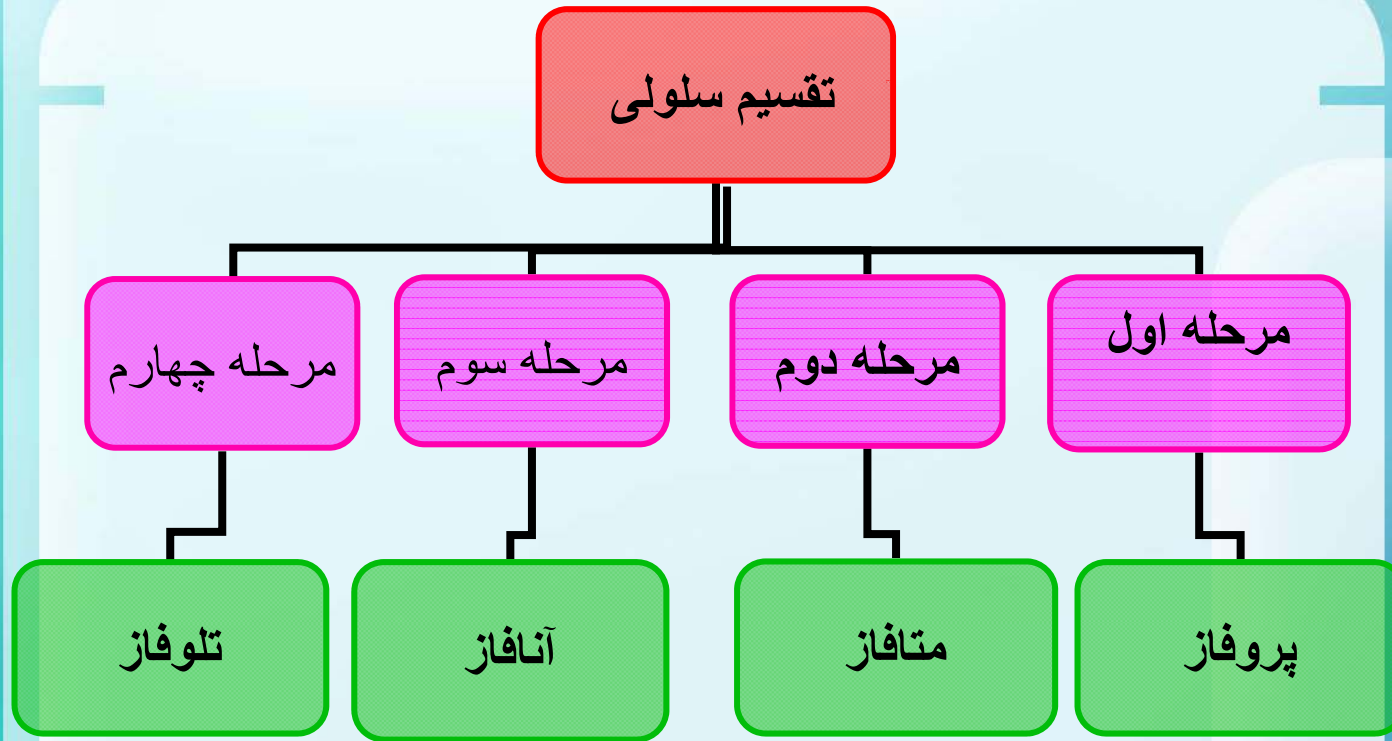 تقسیم سلولی
مرحله اول
مرحله دوم
مرحله سوم
مرحله چهارم
پروفاز
متافاز
آنافاز
تلوفاز